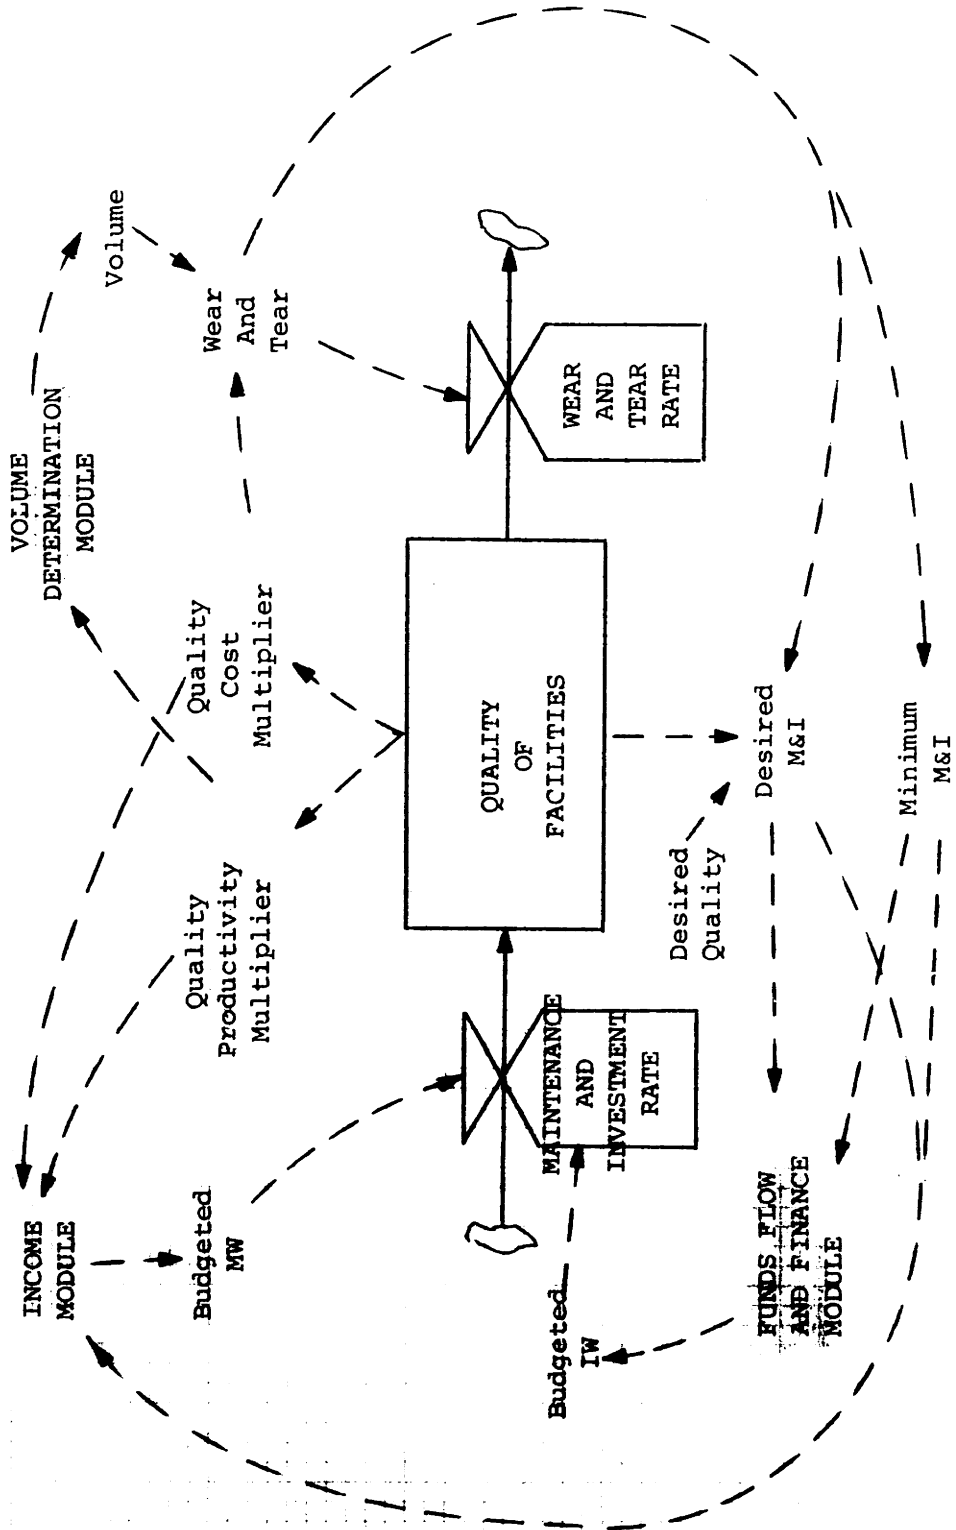 INCOME
MODULE
VOLUME
DETERMINATION
MODULE
Volume
Budgeted
MW
Quality
Productivity
Multiplier
Quality
Cost
Multiplier
Wear
And
Tear
MAINTENANCE
AND
INVESTMENT
RATE
QUALITY
OF
FACILITIES
WEAR
AND
TEAR
RATE
Budgeted
IW
Desired
Quality
Desired
M&I
FUNDS FLOW
AND FINANCE
MODULE
Minimum
M&I